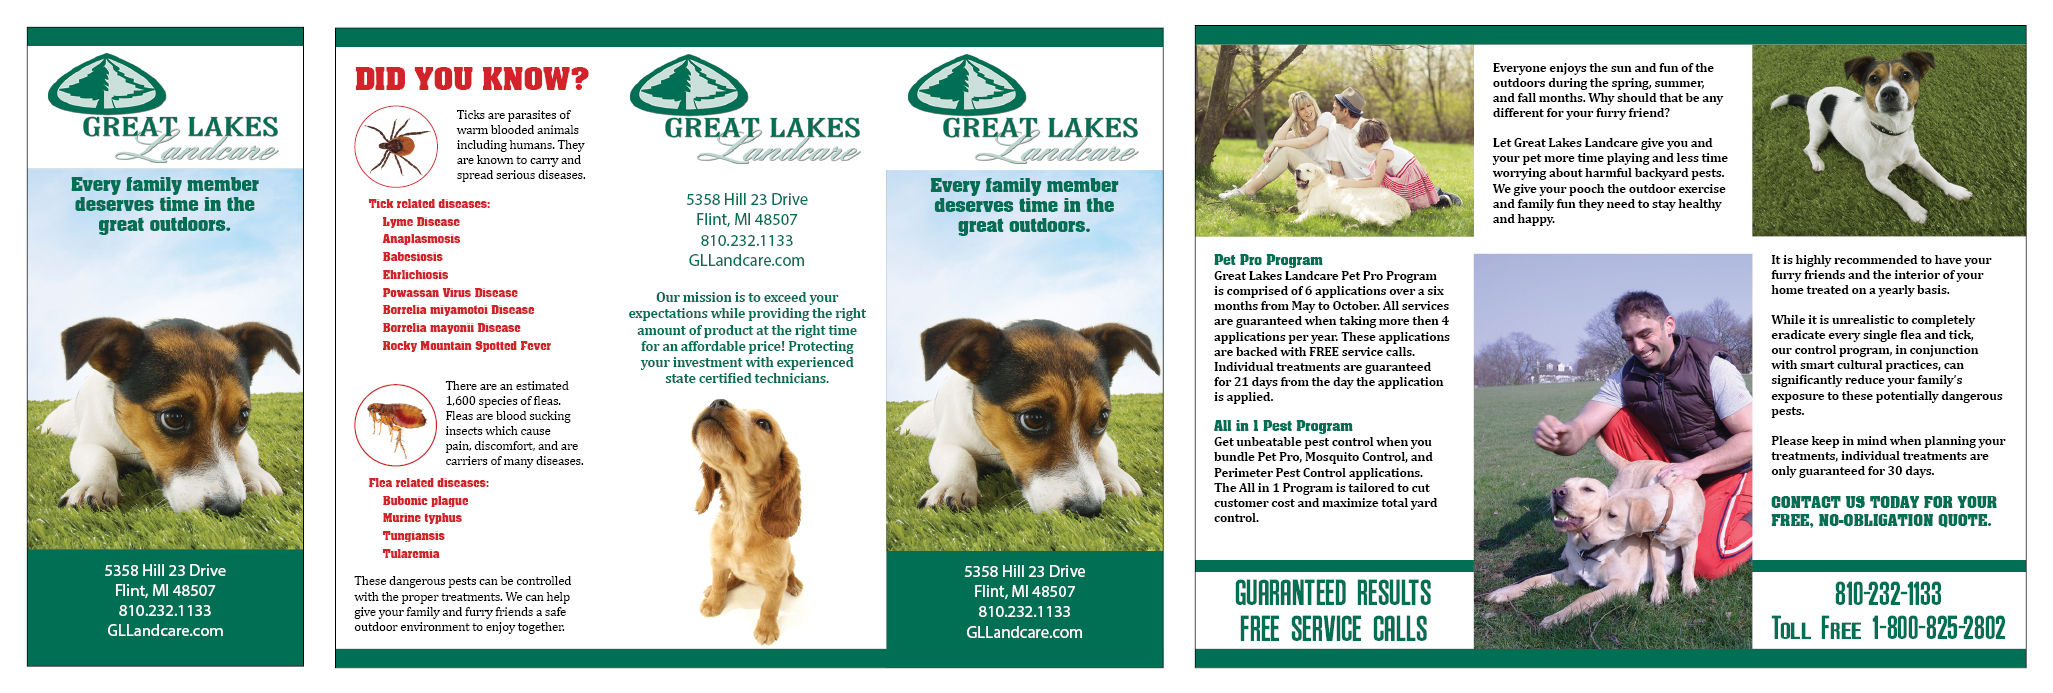 GREAT LAKES
Landcare
Every family member
deserves time in the
great outdoors.
5358 Hill 23 Drive
Flint, MI 48507
810.232.1133
GLLandcare.com
DID YOU KNOW?
Ticks are parasites of
warm blooded animals
including humans. They
are known to carry and
spread serious diseases.
Tick related diseases:
Lyme Disease
Anaplasmosis
Babesiosis
Ehrlichiosis
Powassan Virus Disease
Borrelia miyamotoi Disease
Borrelia mayonii Disease
Rocky Mountain Spotted Fever
There are an estimated
1,600 species of fleas.
Fleas are blood sucking
insects which cause
pain, discomfort, and are
carriers of many diseases.
Flea related diseases:
Bubonic plague
Murine typhus
Tungiansis
Tularemia
These dangerous pests can be controlled
with the proper treatments. We can help
give your family and furry friends a safe
outdoor environment to enjoy together.
GREAT LAKES
Landcare
5358 Hill 23 Drive
Flint, MI 48507
810.232.1133
GLLandcare.com
Our mission is to exceed your
expectations while providing the right
amount of product at the right time
for an affordable price! Protecting
your investment with experienced
state certified technicians.
GREAT LAKES
Landcare
Every family member
deserves time in the
great outdoors.
5358 Hill 23 Drive
Flint, MI 48507
810.232.1133
GLLandcare.com
Pet Pro Program
Great Lakes Landcare Pet Pro Program
is comprised of 6 applications over a six
months from May to October. All services
are guaranteed when taking more then 4
applications per year. These applications
are backed with FREE service calls.
Individual treatments are guaranteed
for 21 days from the day the application
is applied.
All in 1 Pest Program
Get unbeatable pest control when you
bundle Pet Pro, Mosquito Control, and
Perimeter Pest Control applications.
The All in 1 Program is tailored to cut
customer cost and maximize total yard
control.
GUARANTEED RESULTS
FREE SERVICE CALLS
Everyone enjoys the sun and fun of the
outdoors during the spring, summer,
and fall months. Why should that be any
different for your furry friend?
Let Great Lakes Landcare give you and
your pet more time playing and less time
worrying about harmful backyard pests.
We give your pooch the outdoor exercise
and family fun they need to stay healthy
and happy.
It is highly recommended to have your
furry friends and the interior of your
home treated on a yearly basis.
While it is unrealistic to completely
eradicate every single flea and tick,
our control program, in conjunction
with smart cultural practices, can
significantly reduce your family's
exposure to these potentially dangerous
pests.
Please keep in mind when planning your
treatments, individual treatments are
only guaranteed for 30 days.
CONTACT US TODAY FOR YOUR
FREE, NO-OBLIGATION QUOTE.
810-232-1133
TOLL FREE 1-800-825-2802